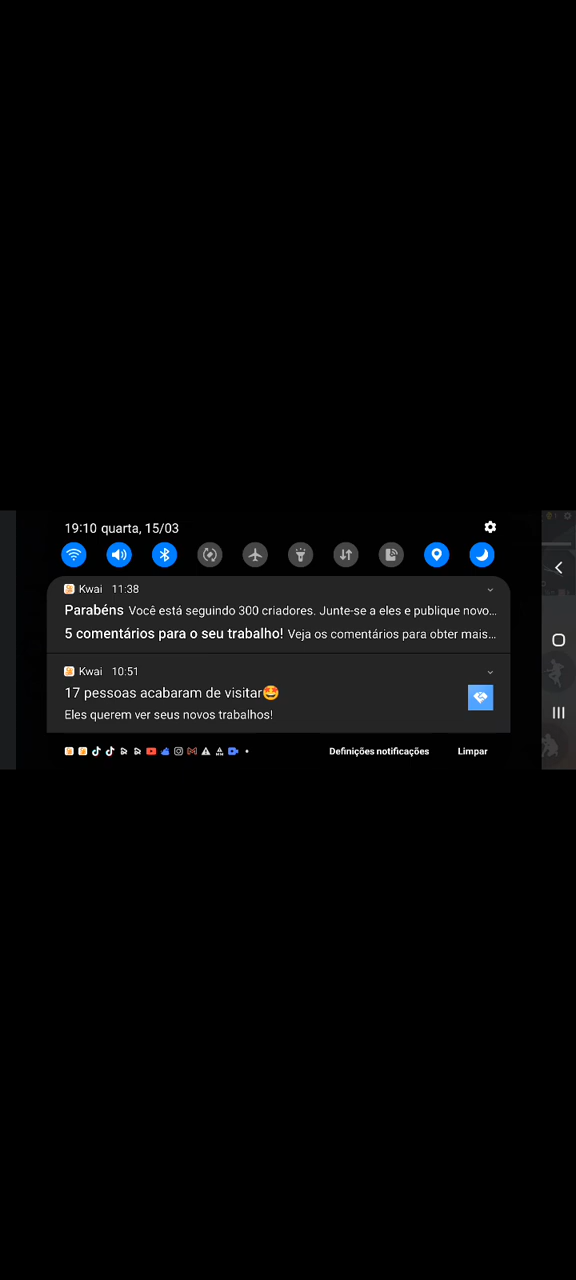 19:10 quarta, 15/03
Kwai 11:38
Parabéns Você está seguindo 300 criadores. Junte-se a eles e publique novo...
5 comentários para o seu trabalho! Veja os comentários para obter mais...
Kwai 10:51
17 pessoas acabaram de visitar🤩
Eles querem ver seus novos trabalhos!
Definições notificações Limpar